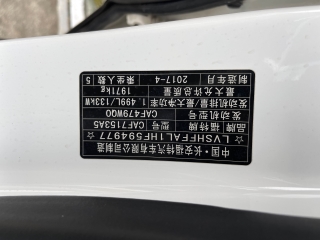 中国·长安福特汽车有限公司制造
LVSHFFAL1HF594977
品牌 福特牌 整车型号 CAF7153A5
发动机型号 CAF479WQ0
发动机排量/最大净功率 1.499L/133kW
最大允许总质量 1971kg
制造年月 2017-4 乘坐人数 5